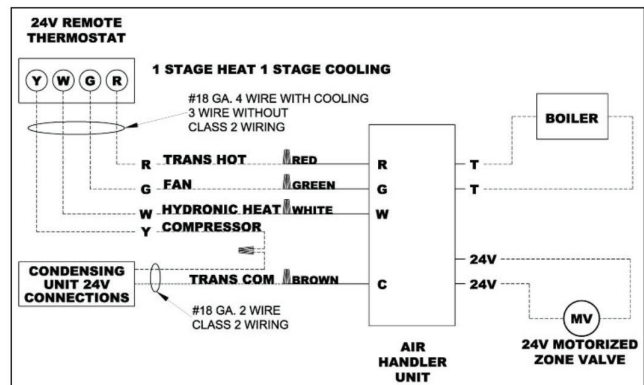 24V REMOTE
THERMOSTAT
Y W G R
1 STAGE HEAT 1 STAGE COOLING
#18 GA. 4 WIRE WITH COOLING
3 WIRE WITHOUT
CLASS 2 WIRING
BOILER
R TRANS HOT RED R T
G FAN GREEN G T
W HYDRONIC HEAT WHITE W
Y COMPRESSOR
CONDENSING
UNIT 24V
CONNECTIONS
TRANS COM BROWN C
24V
24V
#18 GA. 2 WIRE
CLASS 2 WIRING
MV
AIR
HANDLER
UNIT
24V MOTORIZED
ZONE VALVE